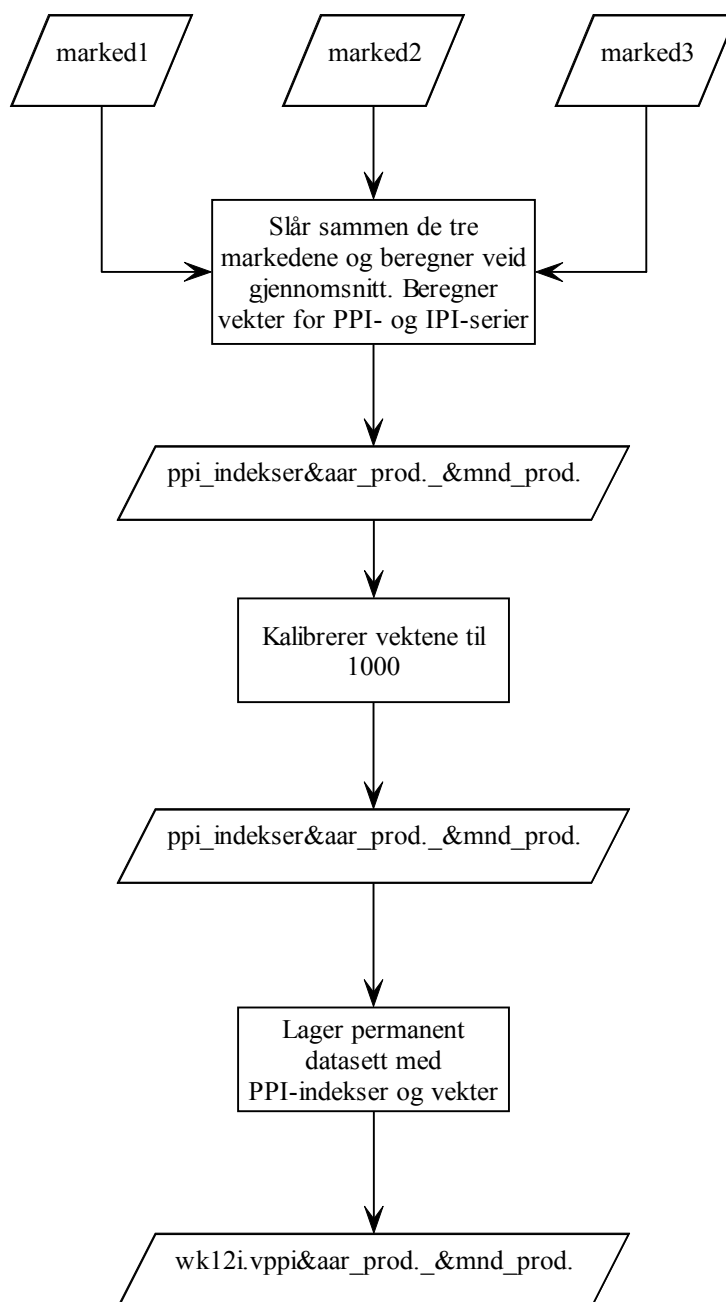 marked1
marked2
marked3
Slår sammen de tre
markedene og beregner veid
gjennomsnitt. Beregner
vekter for PPI- og IPI-serier
ppi_indekser&aar_prod._&mnd_prod.
Kalibrerer vektene til
1000
ppi_indekser&aar_prod._&mnd_prod.
Lager permanent
datasett med
PPI-indekser og vekter
wk12i.vppi&aar_prod._&mnd_prod.